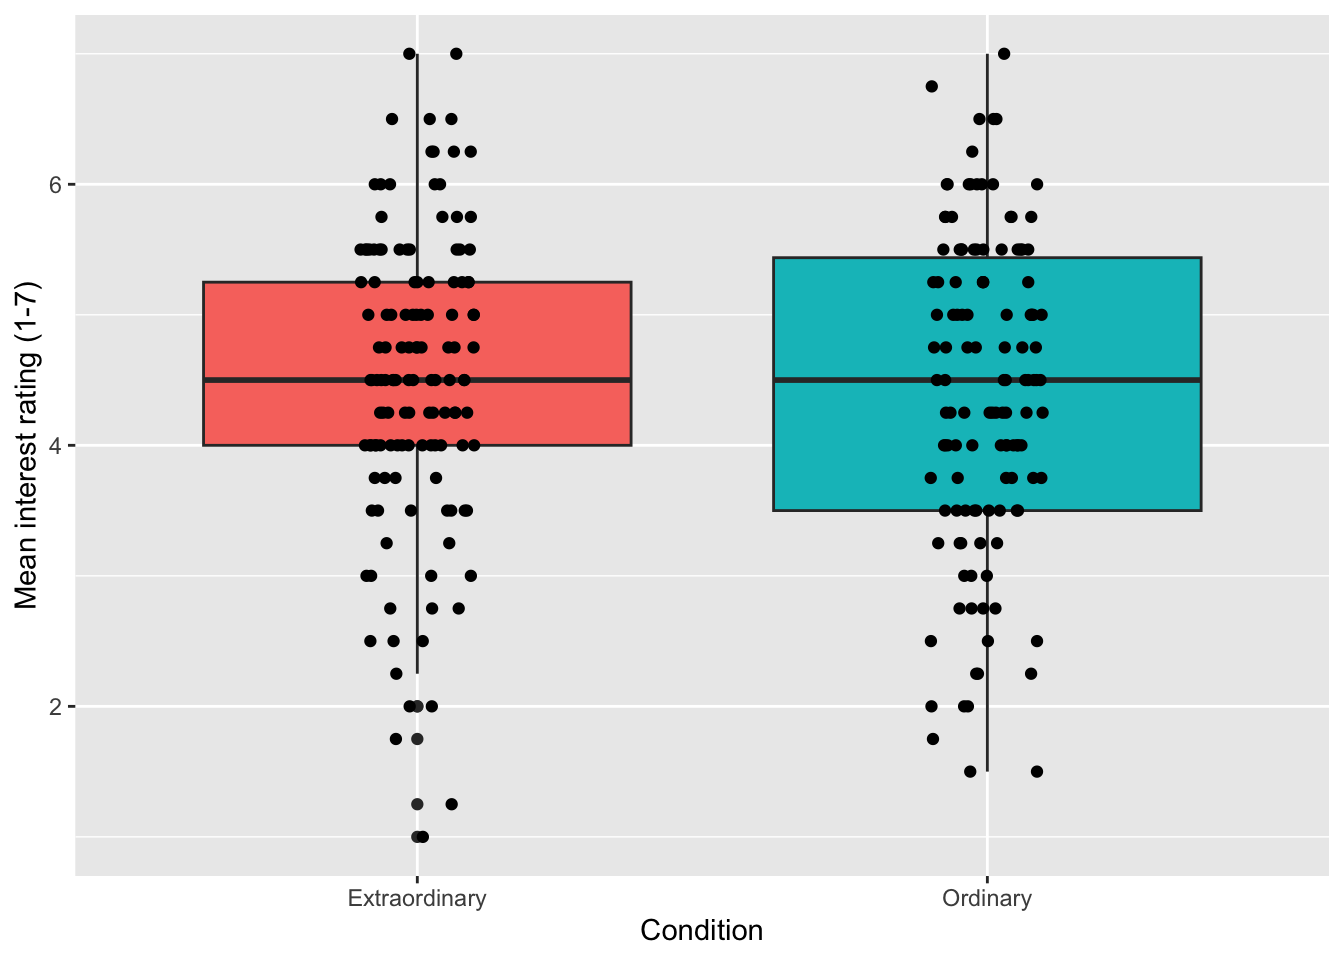 Mean interest rating (1-7)
6
4
2
Extraordinary
Ordinary
Condition